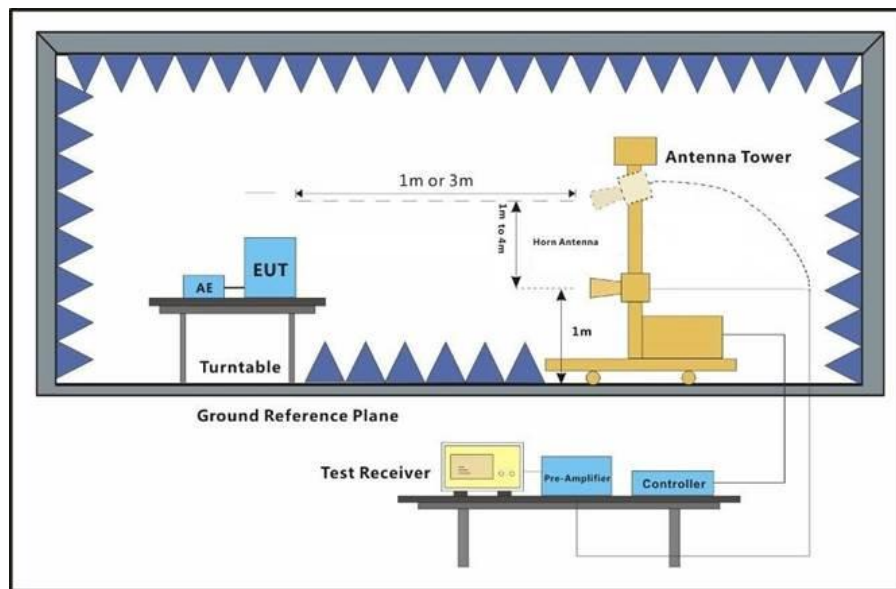 1m or 3m
Antenna Tower
1m to 4m
Horn Antenna
EUT
AE
1m
Turntable
Ground Reference Plane
Test Receiver
Pre-Amplifier
Controller